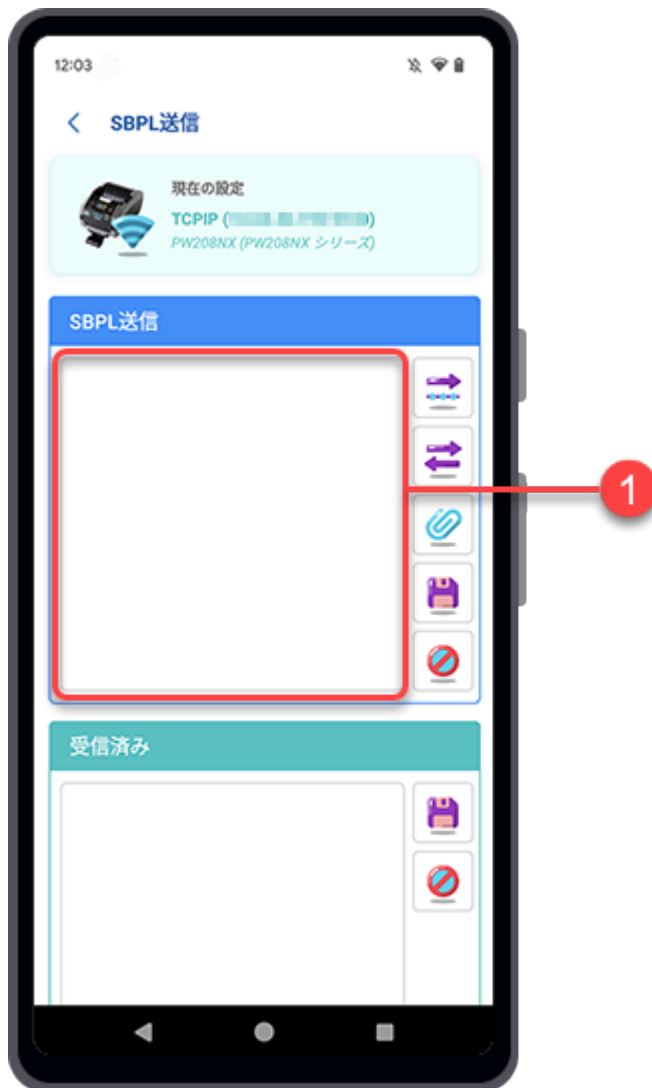 12:03
SBPL送信
現在の設定
TCPIP ( )
PW208NX (PW208NX シリーズ)
SBPL送信
1
受信済み